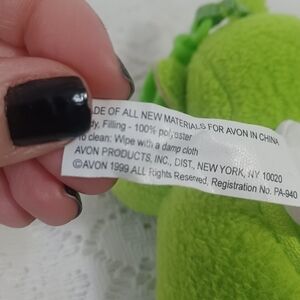 DE OF ALL NEW MATERIALS FOR AVON IN CHINA
dy, Filling - 100% polyester
To clean: Wipe with a damp cloth
AVON PRODUCTS, INC., DIST. NEW YORK, NY 10020
©AVON 1999 All Rights Reserved, Registration No. PA-940